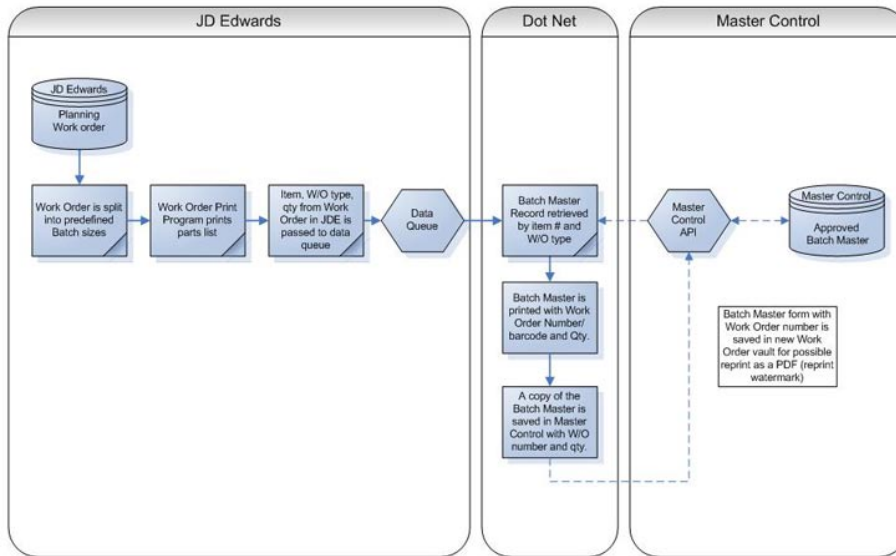 JD Edwards
Dot Net
Master Control
JD Edwards
Planning
Work order
Work Order is split
into predefined
Batch sizes
Work Order Print
Program prints
parts list
Item, W/O type,
qty from Work
Order in JDE is
passed to data
queue
Data
Queue
Batch Master
Record retrieved
by item # and
W/O type
Master
Control
API
Master Control
Approved
Batch Master
Batch Master is
printed with Work
Order Number/
barcode and Qty.
Batch Master form with
Work Order number is
saved in new Work
Order vault for possible
reprint as a PDF (reprint
watermark)
A copy of the
Batch Master is
saved in Master
Control with W/O
number and qty.